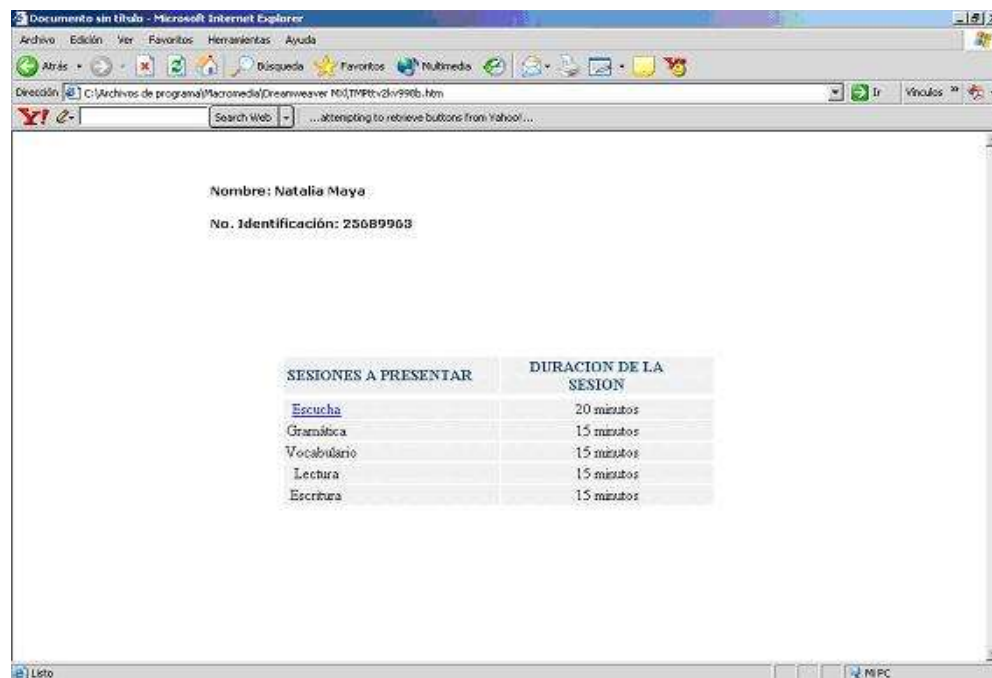 Documento sin título - Microsoft Internet Explorer
Archivo Edición Ver Favoritos Herramientas Ayuda
Atrás Búsqueda Favoritos Multimedia
Dirección C:\Archivos de programa\Macromedia\Dreamweaver MX\ Ir Vínculos »
Y! Search Web ...attempting to retrieve buttons from Yahoo!...
Nombre: Natalia Maya
No. Identificación: 25689963
SESIONES A PRESENTAR DURACION DE LA SESION
Escucha 20 minutos
Gramática 15 minutos
Vocabulario 15 minutos
Lectura 15 minutos
Escritura 15 minutos
Listo Mi PC